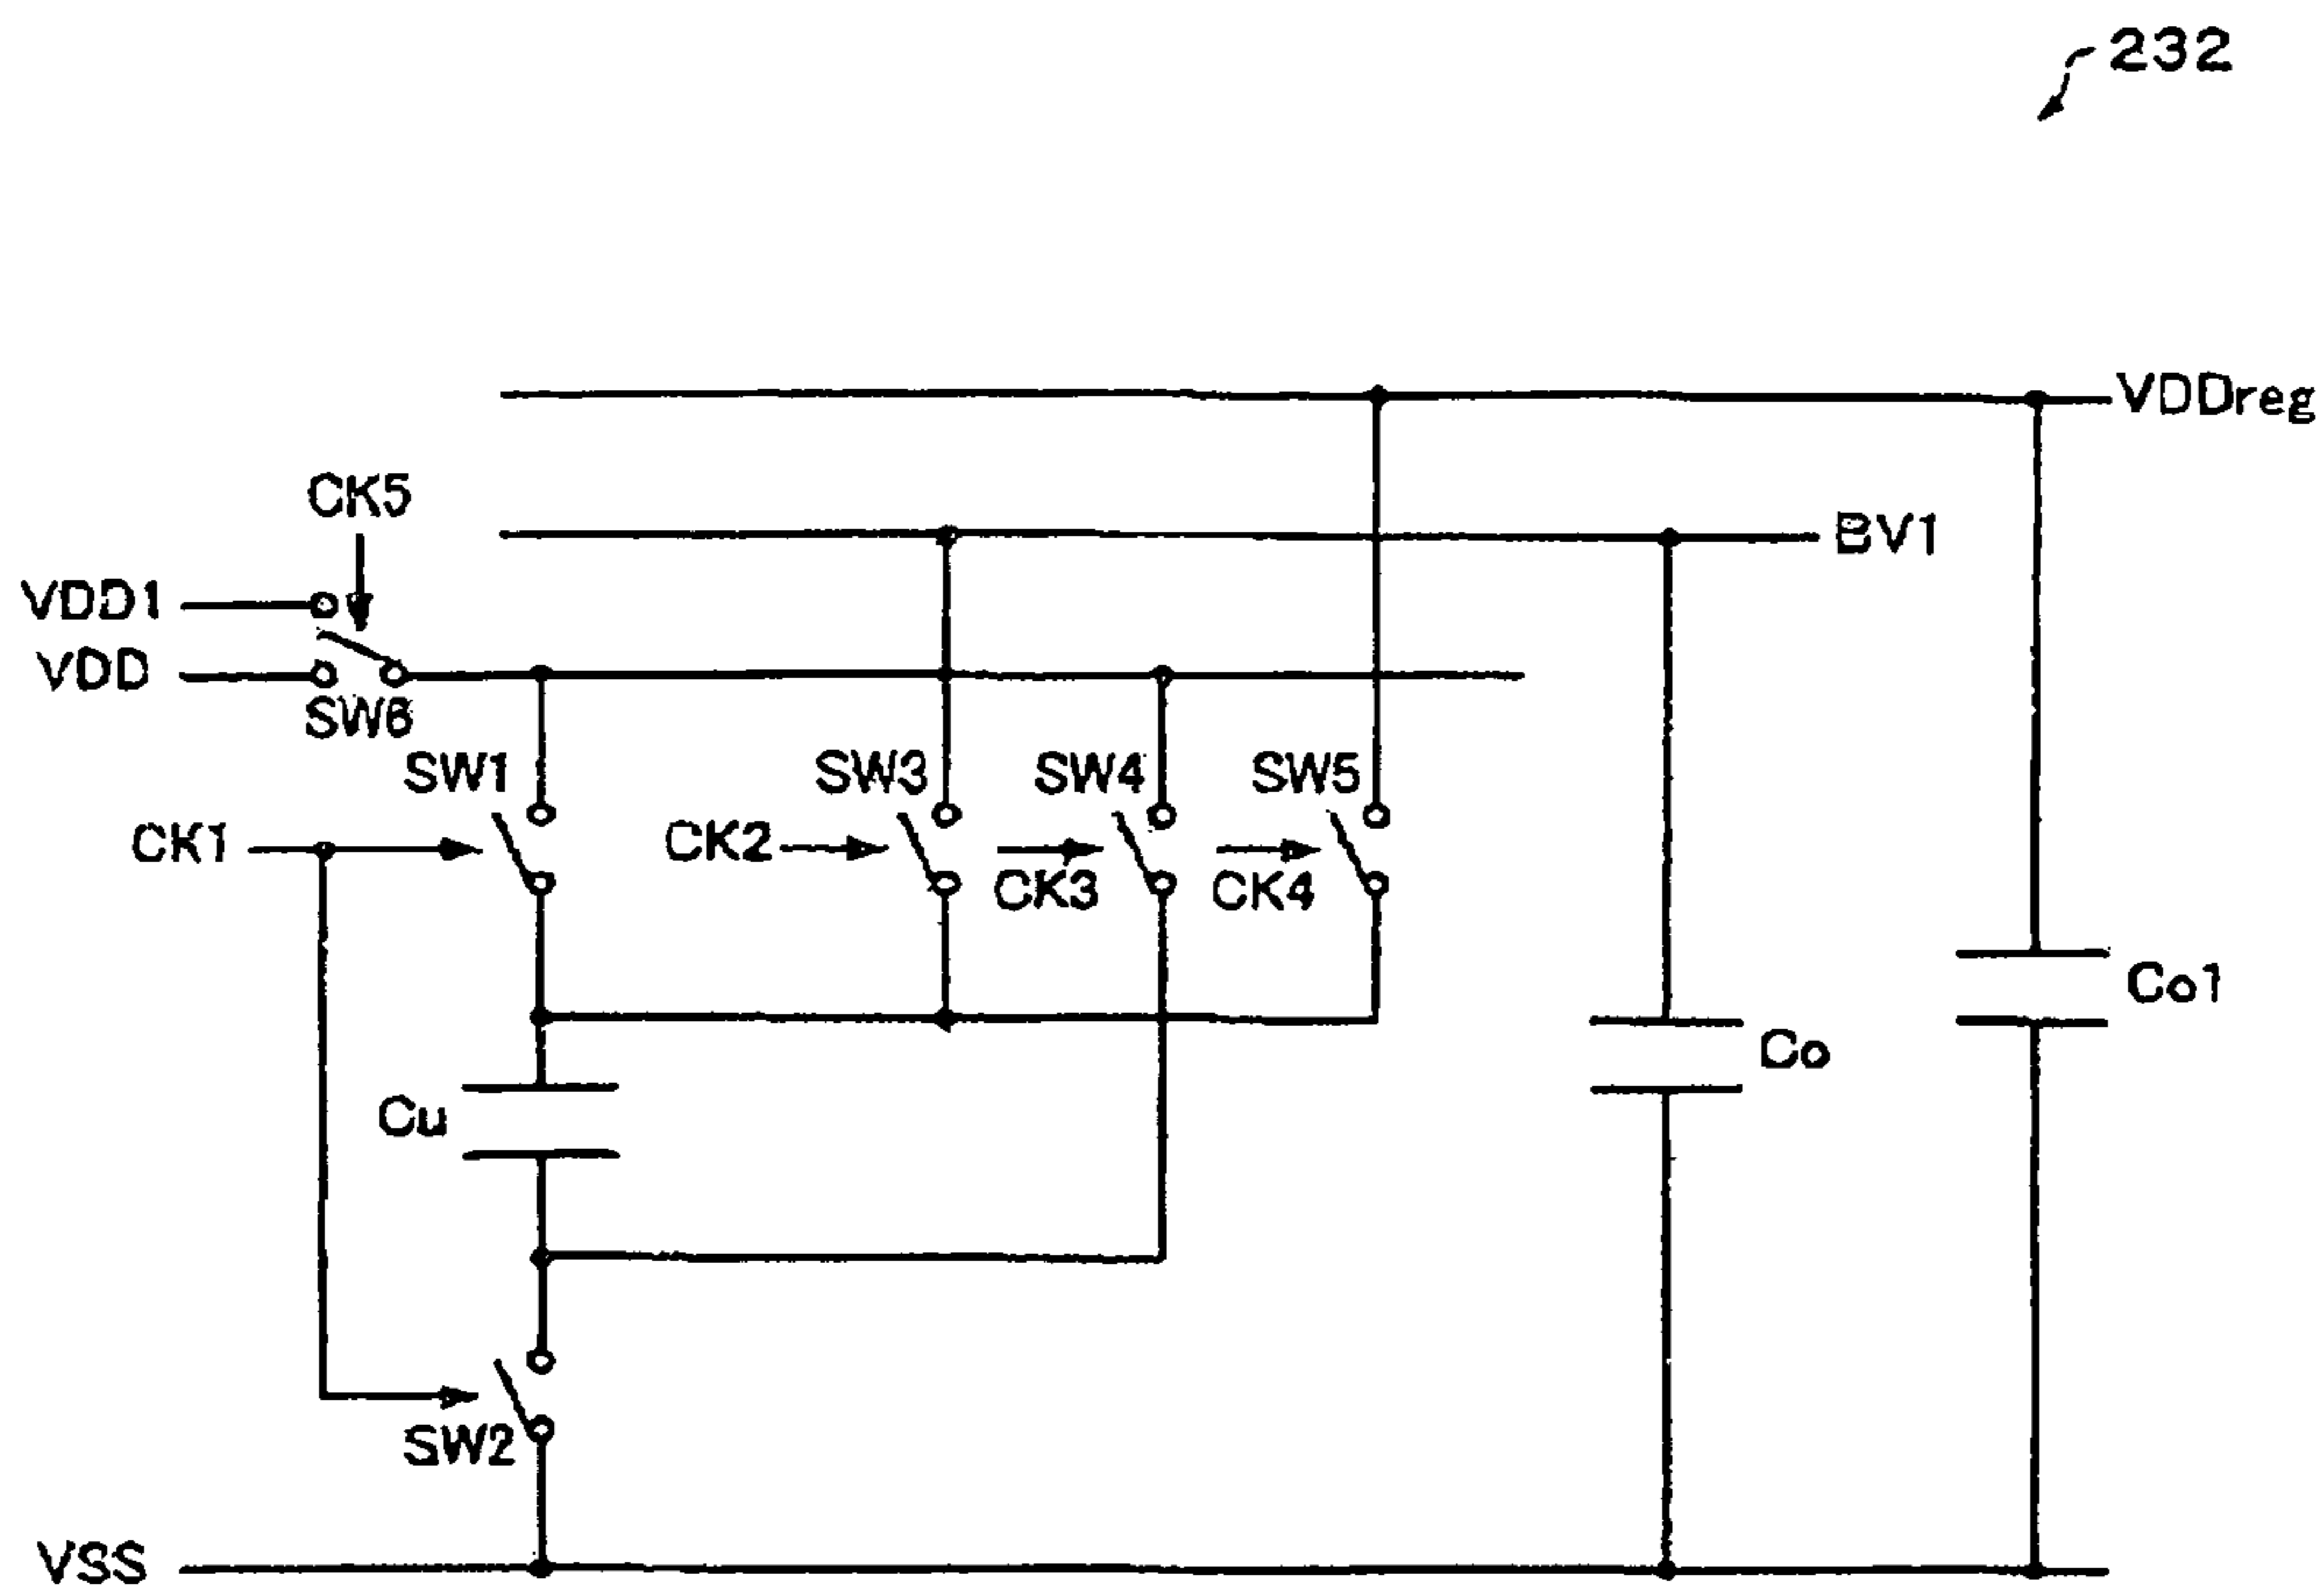 232
VDDreg
CK5
BV1
VDD1
VDD
SW6
SW1
SW3
SW4
SW5
CK1
CK2
CK3
CK4
Co1
Co
Cu
SW2
VSS